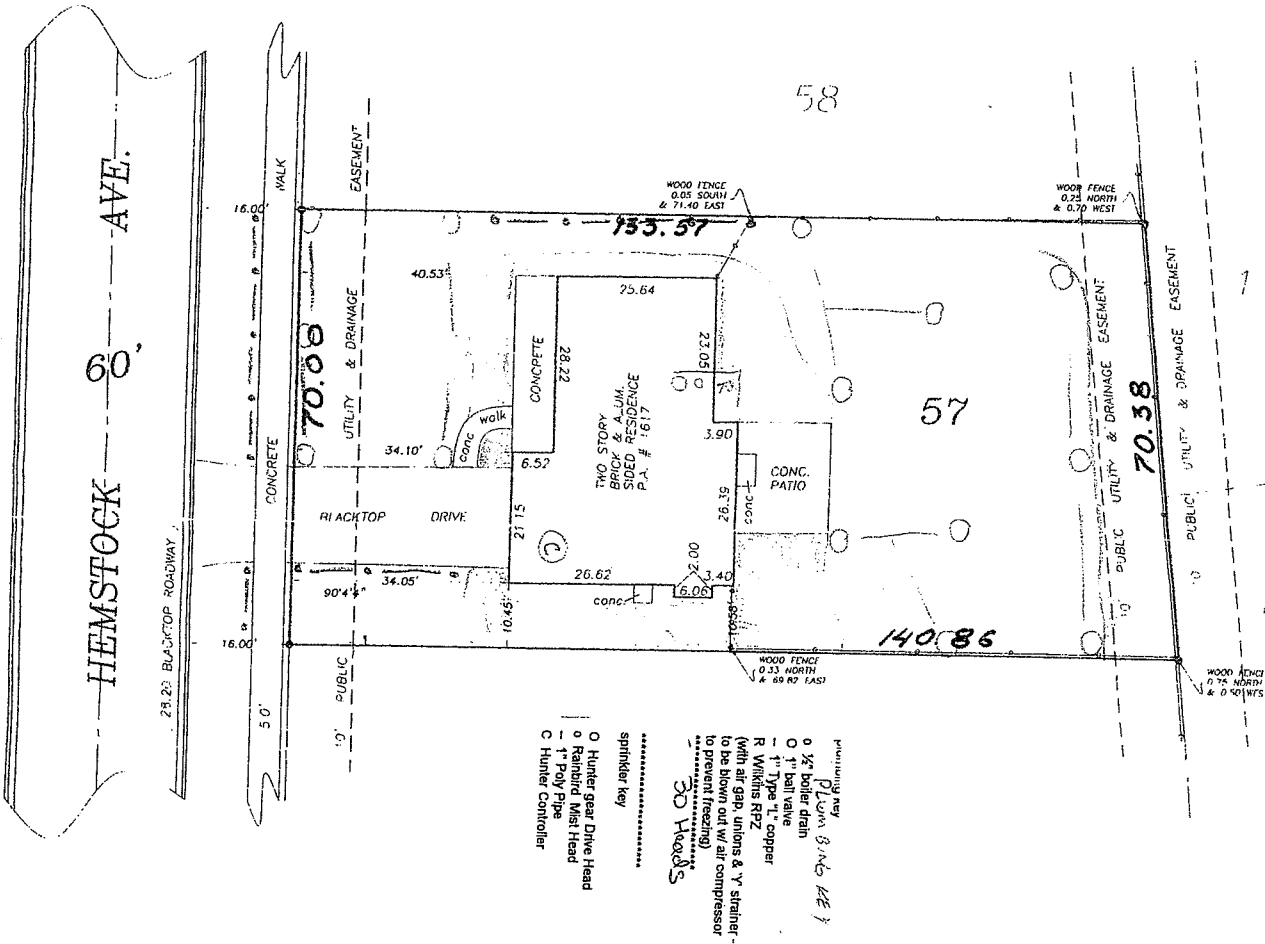 HEMSTOCK 60' AVE.
28.20 BLACKTOP ROADWAY
5.0'
CONCRETE
WALK
16.00'
16.00'
10' PUBLIC
UTILITY & DRAINAGE
EASEMENT
70.00
133.57
140.86
70.38
58
57
1
WOOD FENCE
0.05 SOUTH
& 71.40 EAST
WOOD FENCE
0.25 NORTH
& 0.70 WEST
WOOD FENCE
0.33 NORTH
& 69.82 EAST
WOOD FENCE
0.75 NORTH
& 0.50 WES
40.53'
34.10'
34.05'
90°4'4"
BLACKTOP DRIVE
conc
walk
CONCRETE
25.64
28.22
23.05
R
6.52
21.15
3.90
26.39
26.62
2.00
3.40
6.06
10.45'
10.58'
TWO STORY
BRICK & ALUM.
SIDED RESIDENCE
P.A. # 1617
C
conc.
conc
CONC.
PATIO
10' PUBLIC UTILITY & DRAINAGE EASEMENT
10' PUBLIC UTILITY & DRAINAGE EASEMENT
PLUMBING KEY
o ½" boiler drain
O 1" ball valve
- 1" Type "L" copper
R Wilkins RPZ
(with air gap, unions & 'Y' strainer -
to be blown out w/ air compressor
to prevent freezing)
********************
- 30 Heads
********************
sprinkler key
O Hunter gear Drive Head
o Rainbird Mist Head
-- 1" Poly Pipe
C Hunter Controller